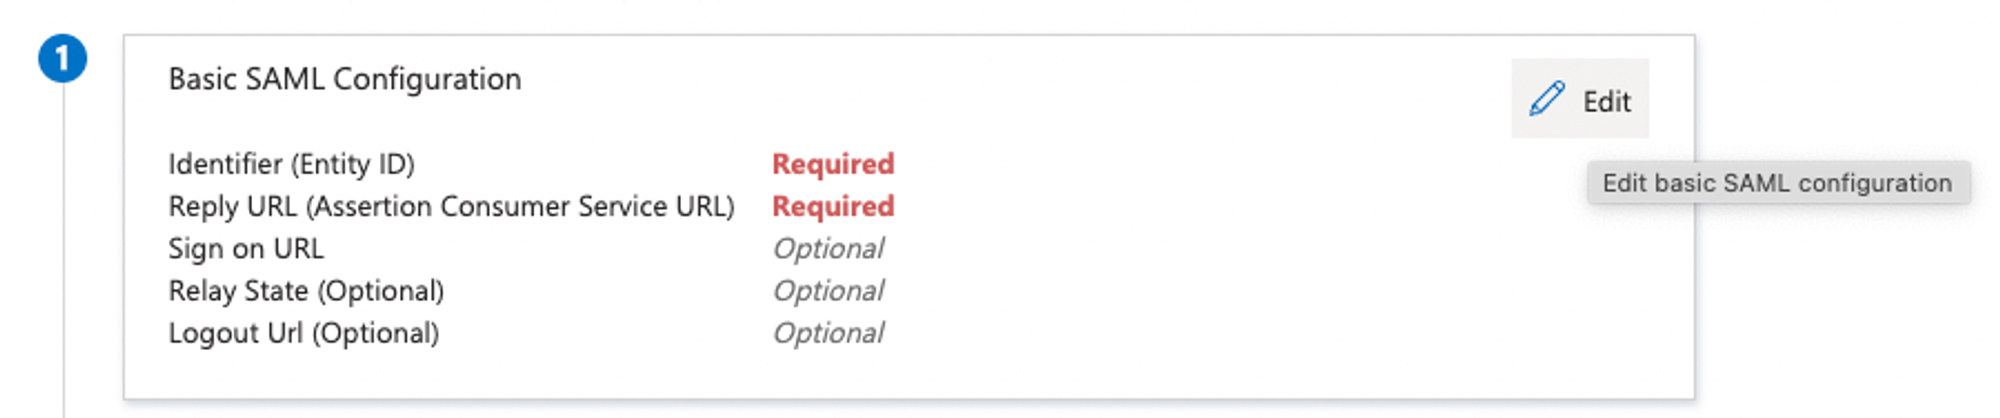 1
Basic SAML Configuration
Edit
Identifier (Entity ID) Required
Edit basic SAML configuration
Reply URL (Assertion Consumer Service URL) Required
Sign on URL Optional
Relay State (Optional) Optional
Logout Url (Optional) Optional